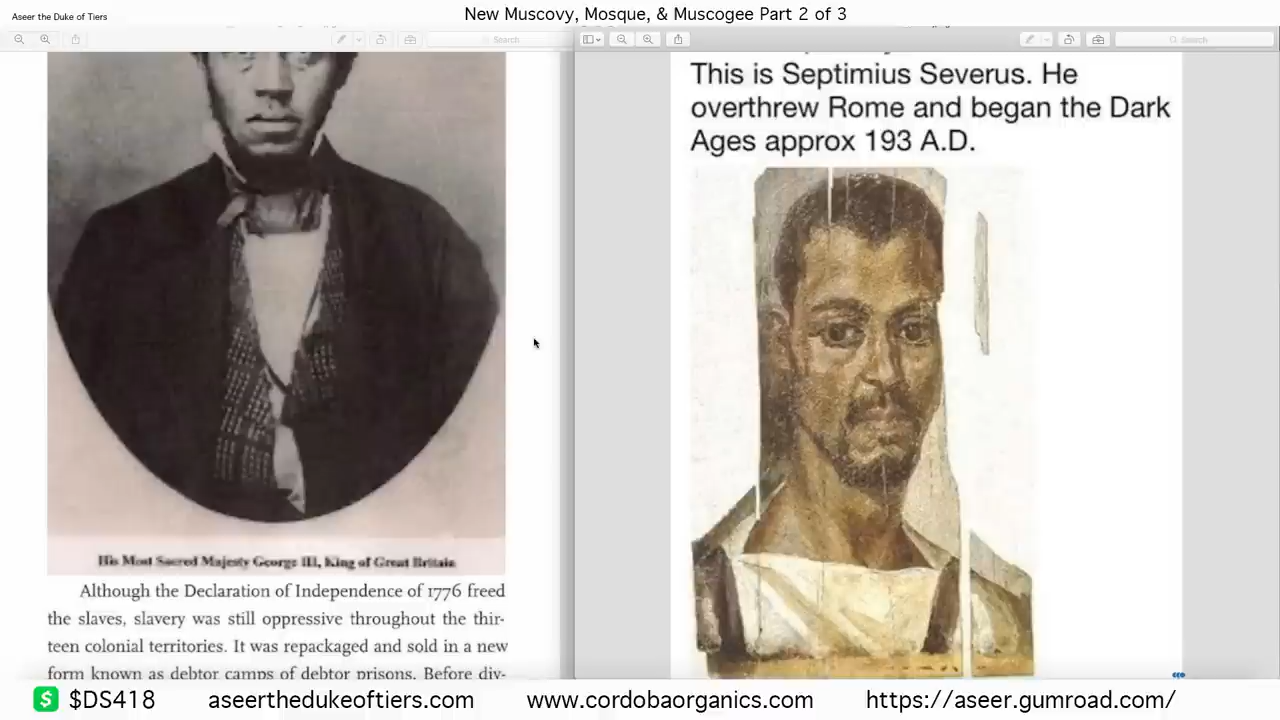 Aseer the Duke of Tiers
New Muscovy, Mosque, & Muscogee Part 2 of 3
Search
Search
His Most Sacred Majesty George III, King of Great Britain
Although the Declaration of Independence of 1776 freed
the slaves, slavery was still oppressive throughout the thir-
teen colonial territories. It was repackaged and sold in a new
form known as debtor camps of debtor prisons. Before div-
This is Septimius Severus. He
overthrew Rome and began the Dark
Ages approx 193 A.D.
$ $DS418
aseerthedukeoftiers.com
www.cordobaorganics.com
https://aseer.gumroad.com/